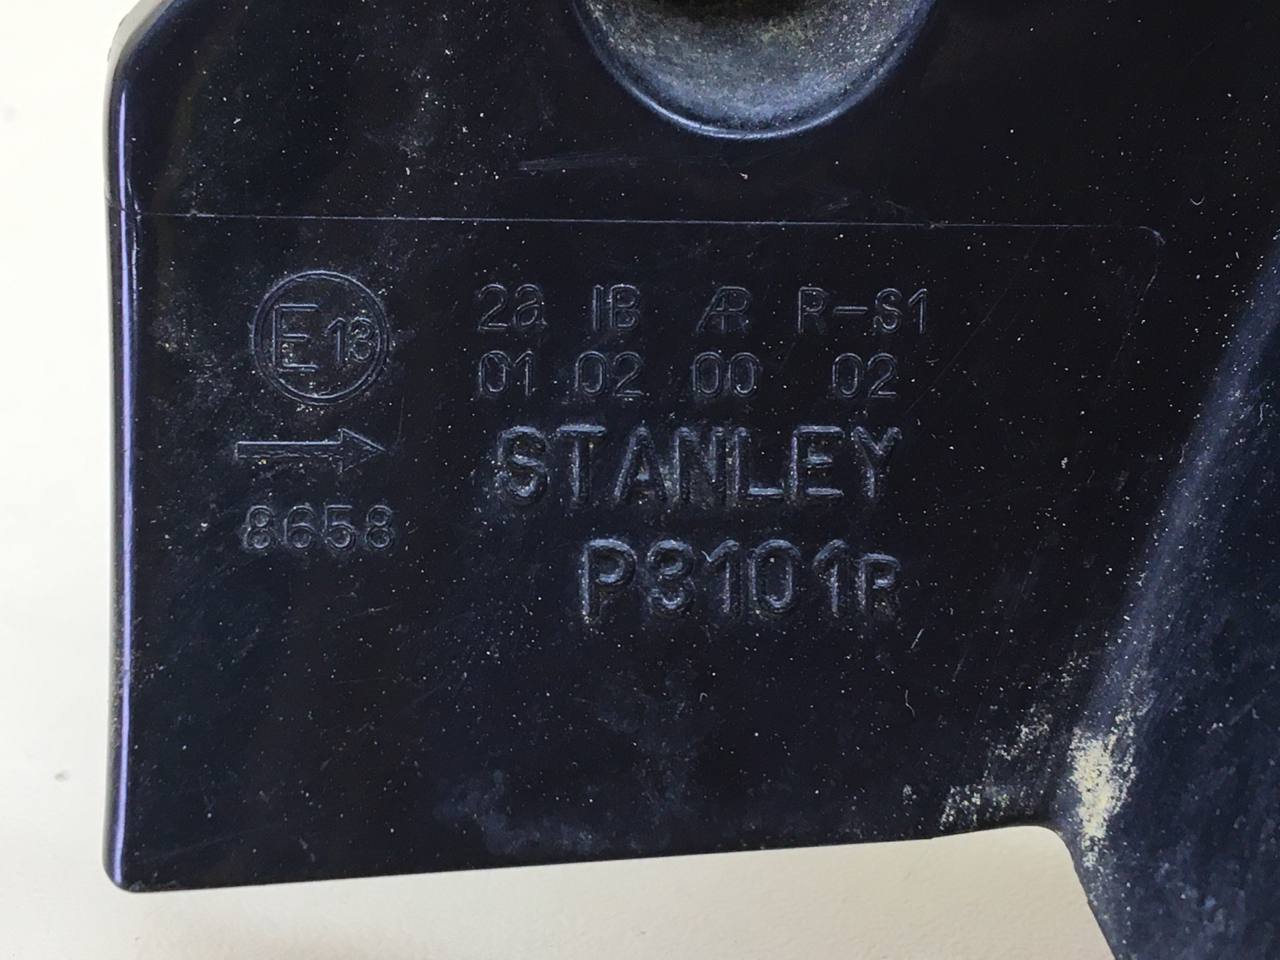 E13 2a IB AR R-S1
01 02 00 02
→ STANLEY
8658
P3101R